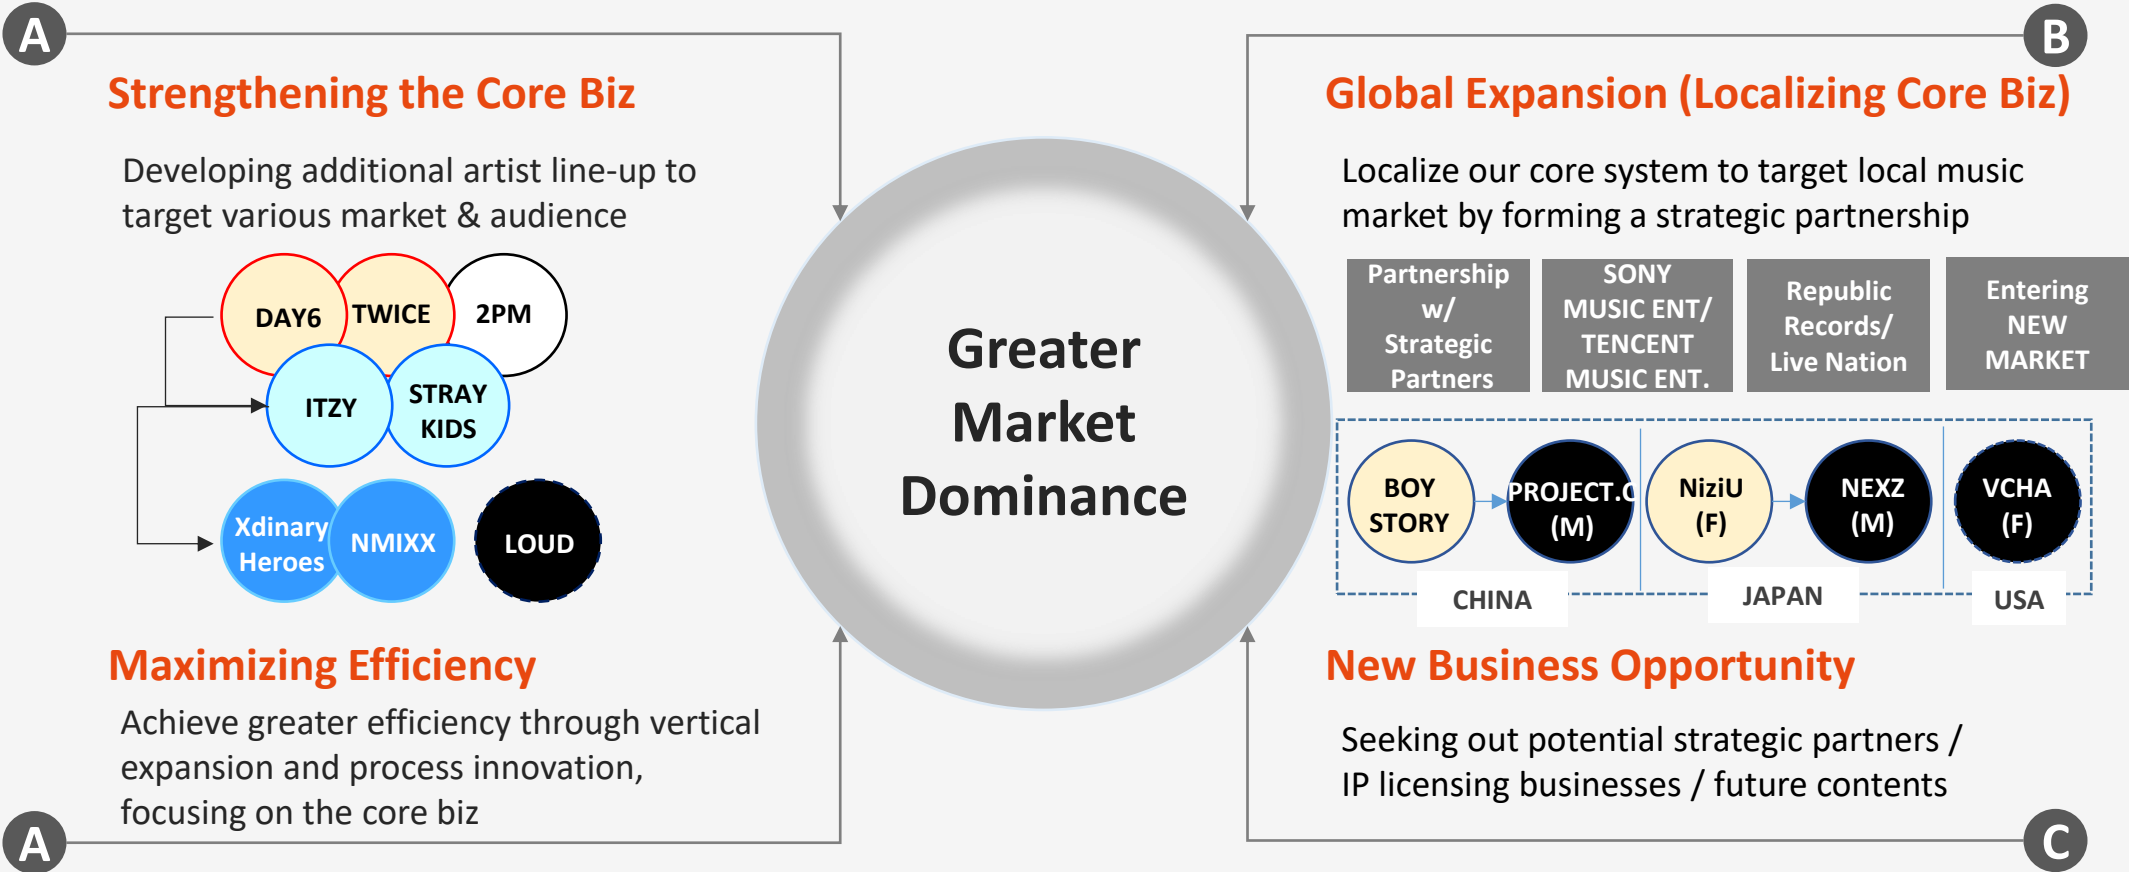 A
Strengthening the Core Biz
Developing additional artist line-up to
target various market & audience
DAY6
TWICE
2PM
ITZY
STRAY
KIDS
Xdinary
Heroes
NMIXX
LOUD
Maximizing Efficiency
Achieve greater efficiency through vertical
expansion and process innovation,
focusing on the core biz
A
Greater
Market
Dominance
B
Global Expansion (Localizing Core Biz)
Localize our core system to target local music
market by forming a strategic partnership
Partnership
w/
Strategic
Partners
SONY
MUSIC ENT/
TENCENT
MUSIC ENT.
Republic
Records/
Live Nation
Entering
NEW
MARKET
BOY
STORY
PROJECT.C
(M)
NiziU
(F)
NEXZ
(M)
VCHA
(F)
CHINA
JAPAN
USA
New Business Opportunity
Seeking out potential strategic partners /
IP licensing businesses / future contents
C